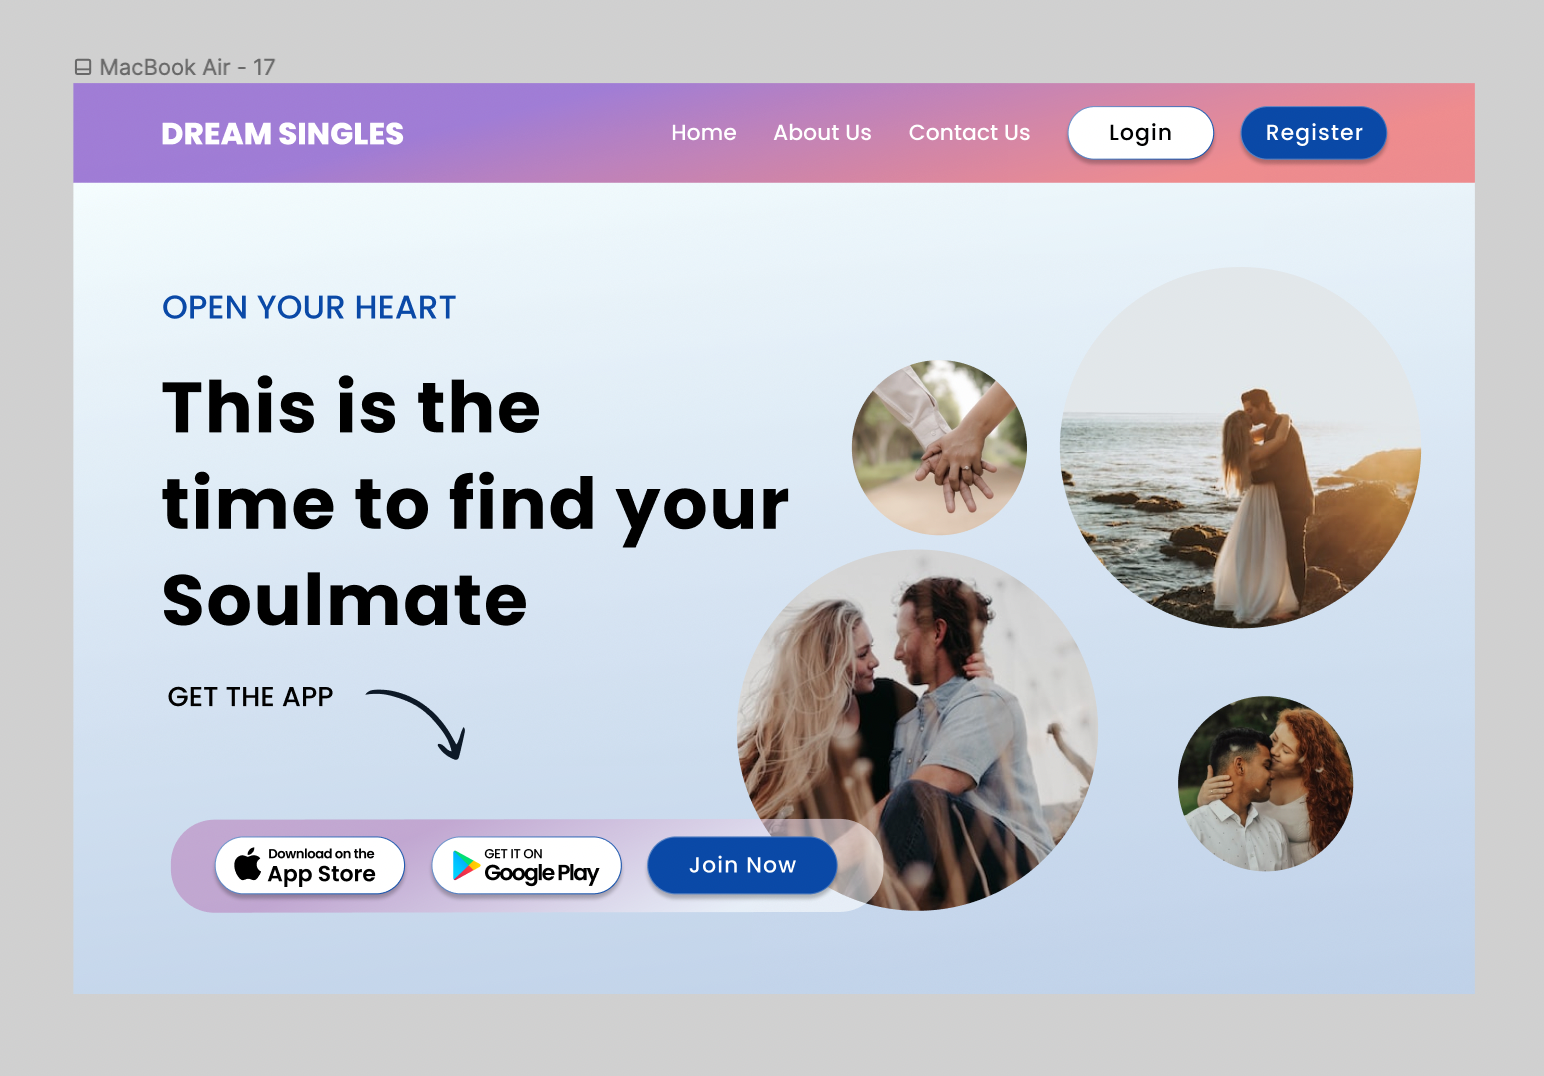 MacBook Air - 17
DREAM SINGLES
Home
About Us
Contact Us
Login
Register
OPEN YOUR HEART
This is the
time to find your
Soulmate
GET THE APP
Download on the
App Store
GET IT ON
Google Play
Join Now